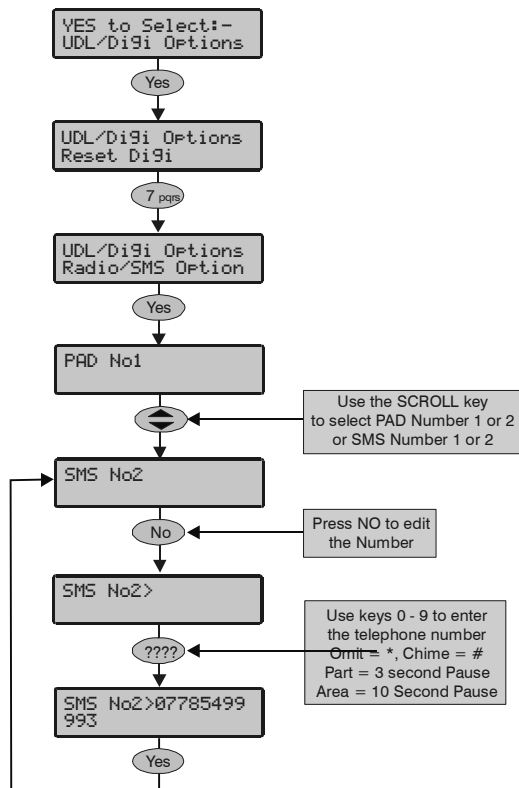 YES to Select:-
UDL/Digi Options
Yes
UDL/Digi Options
Reset Digi
7 pqrs
UDL/Digi Options
Radio/SMS Option
Yes
PAD No1
Use the SCROLL key
to select PAD Number 1 or 2
or SMS Number 1 or 2
SMS No2
No
Press NO to edit
the Number
SMS No2>
????
Use keys 0 - 9 to enter
the telephone number
Omit = *, Chime = #
Part = 3 second Pause
Area = 10 Second Pause
SMS No2>07785499
993
Yes